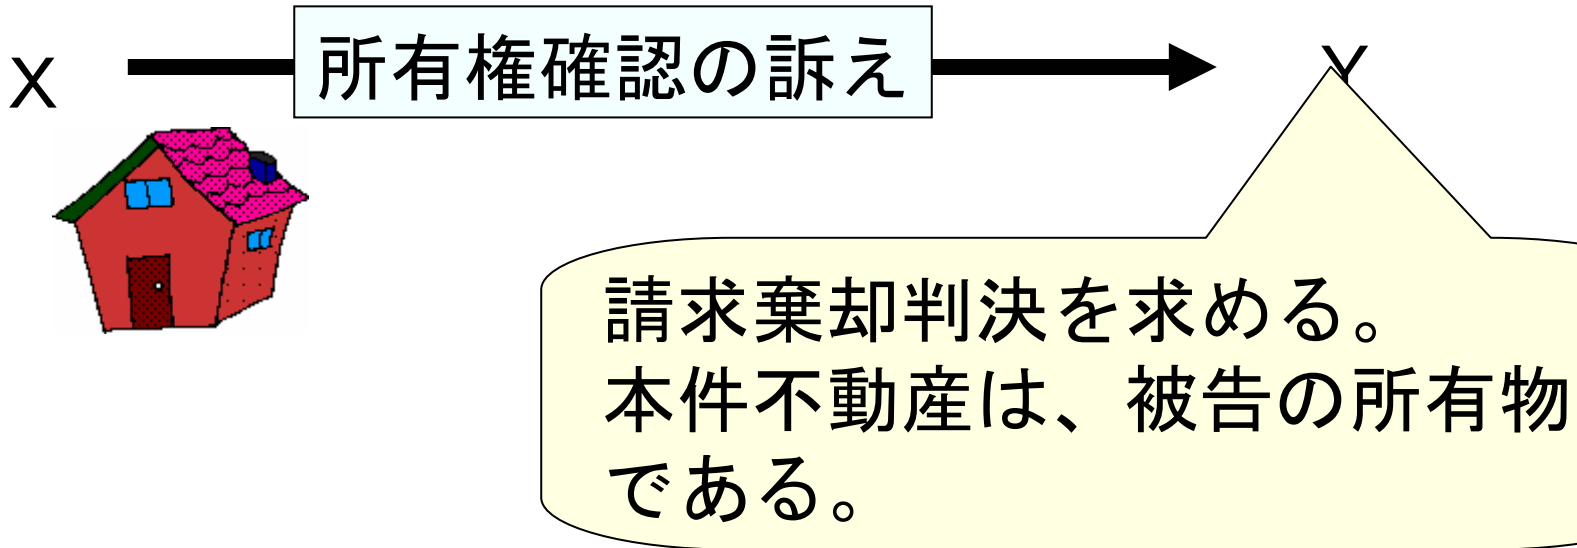 X
所有権確認の訴え
Y
請求棄却判決を求める。
本件不動産は、被告の所有物
である。